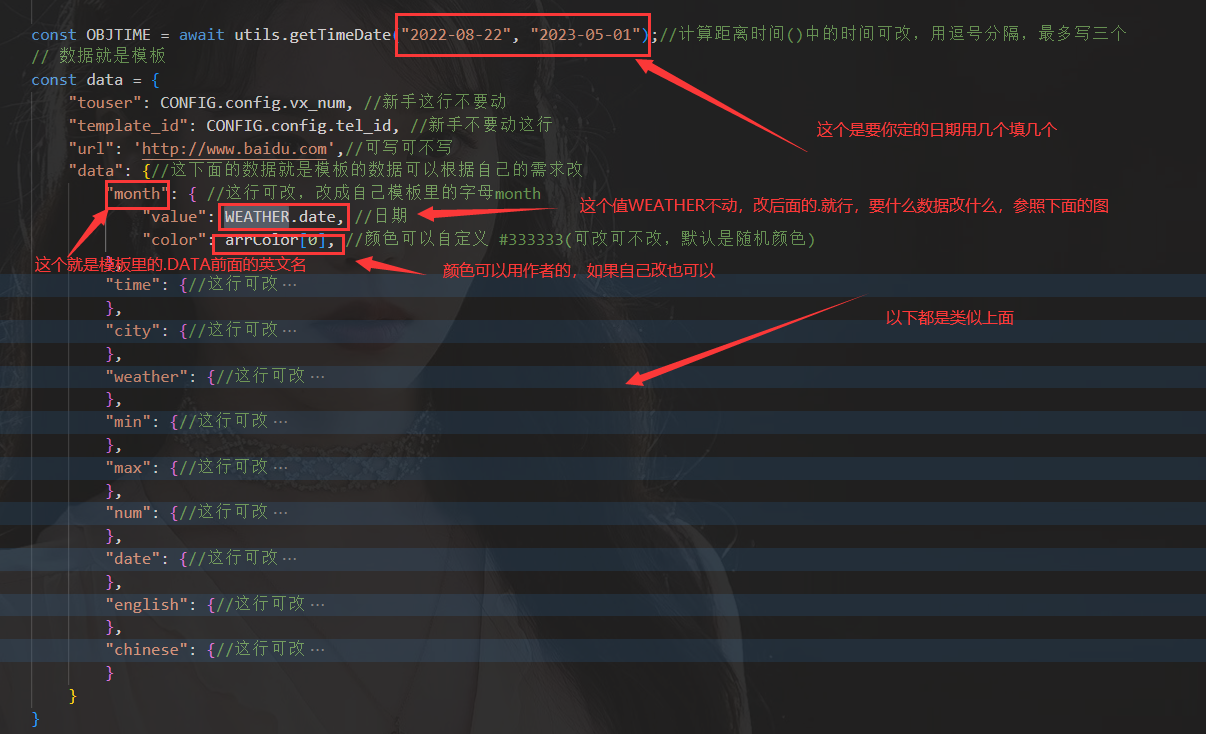 const OBJTIME = await utils.getTimeDate("2022-08-22", "2023-05-01");//计算距离时间()中的时间可改，用逗号分隔，最多写三个
// 数据就是模板
const data = {
"touser": CONFIG.config.vx_num, //新手这行不要动
这个是要你定的日期用几个填几个
"template_id": CONFIG.config.tel_id, //新手不要动这行
"url": 'http://www.baidu.com',//可写可不写
"data": {//这下面的数据就是模板的数据可以根据自己的需求改
"month": { //这行可改，改成自己模板里的字母month
"value": WEATHER.date, //日期
这个值WEATHER不动，改后面的.就行，要什么数据改什么，参照下面的图
"color": arrColor[0], //颜色可以自定义 #333333(可改可不改，默认是随机颜色)
这个就是模板里的.DATA前面的英文名
颜色可以用作者的，如果自己改也可以
},
"time": {//这行可改…
},
以下都是类似上面
"city": {//这行可改…
},
"weather": {//这行可改…
},
"min": {//这行可改…
},
"max": {//这行可改…
},
"num": {//这行可改…
},
"date": {//这行可改…
},
"english": {//这行可改…
},
"chinese": {//这行可改…
}
}
}